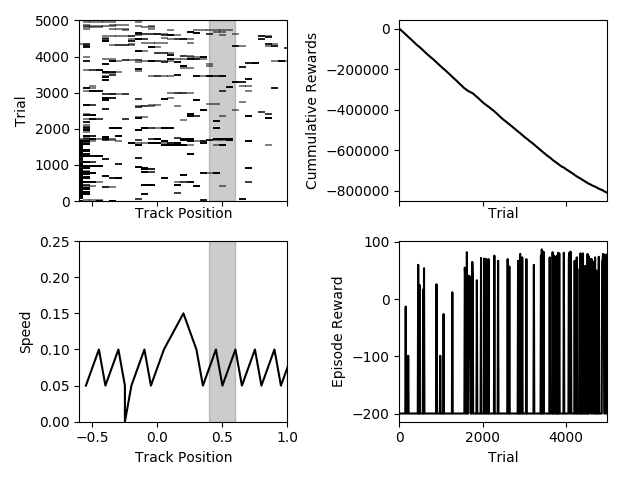 5000
4000
3000
2000
1000
0
Trial
Track Position
0
−200000
−400000
−600000
−800000
Cummulative Rewards
Trial
0.25
0.20
0.15
0.10
0.05
0.00
Speed
−0.5 0.0 0.5 1.0
Track Position
100
0
−100
−200
Episode Reward
0 2000 4000
Trial